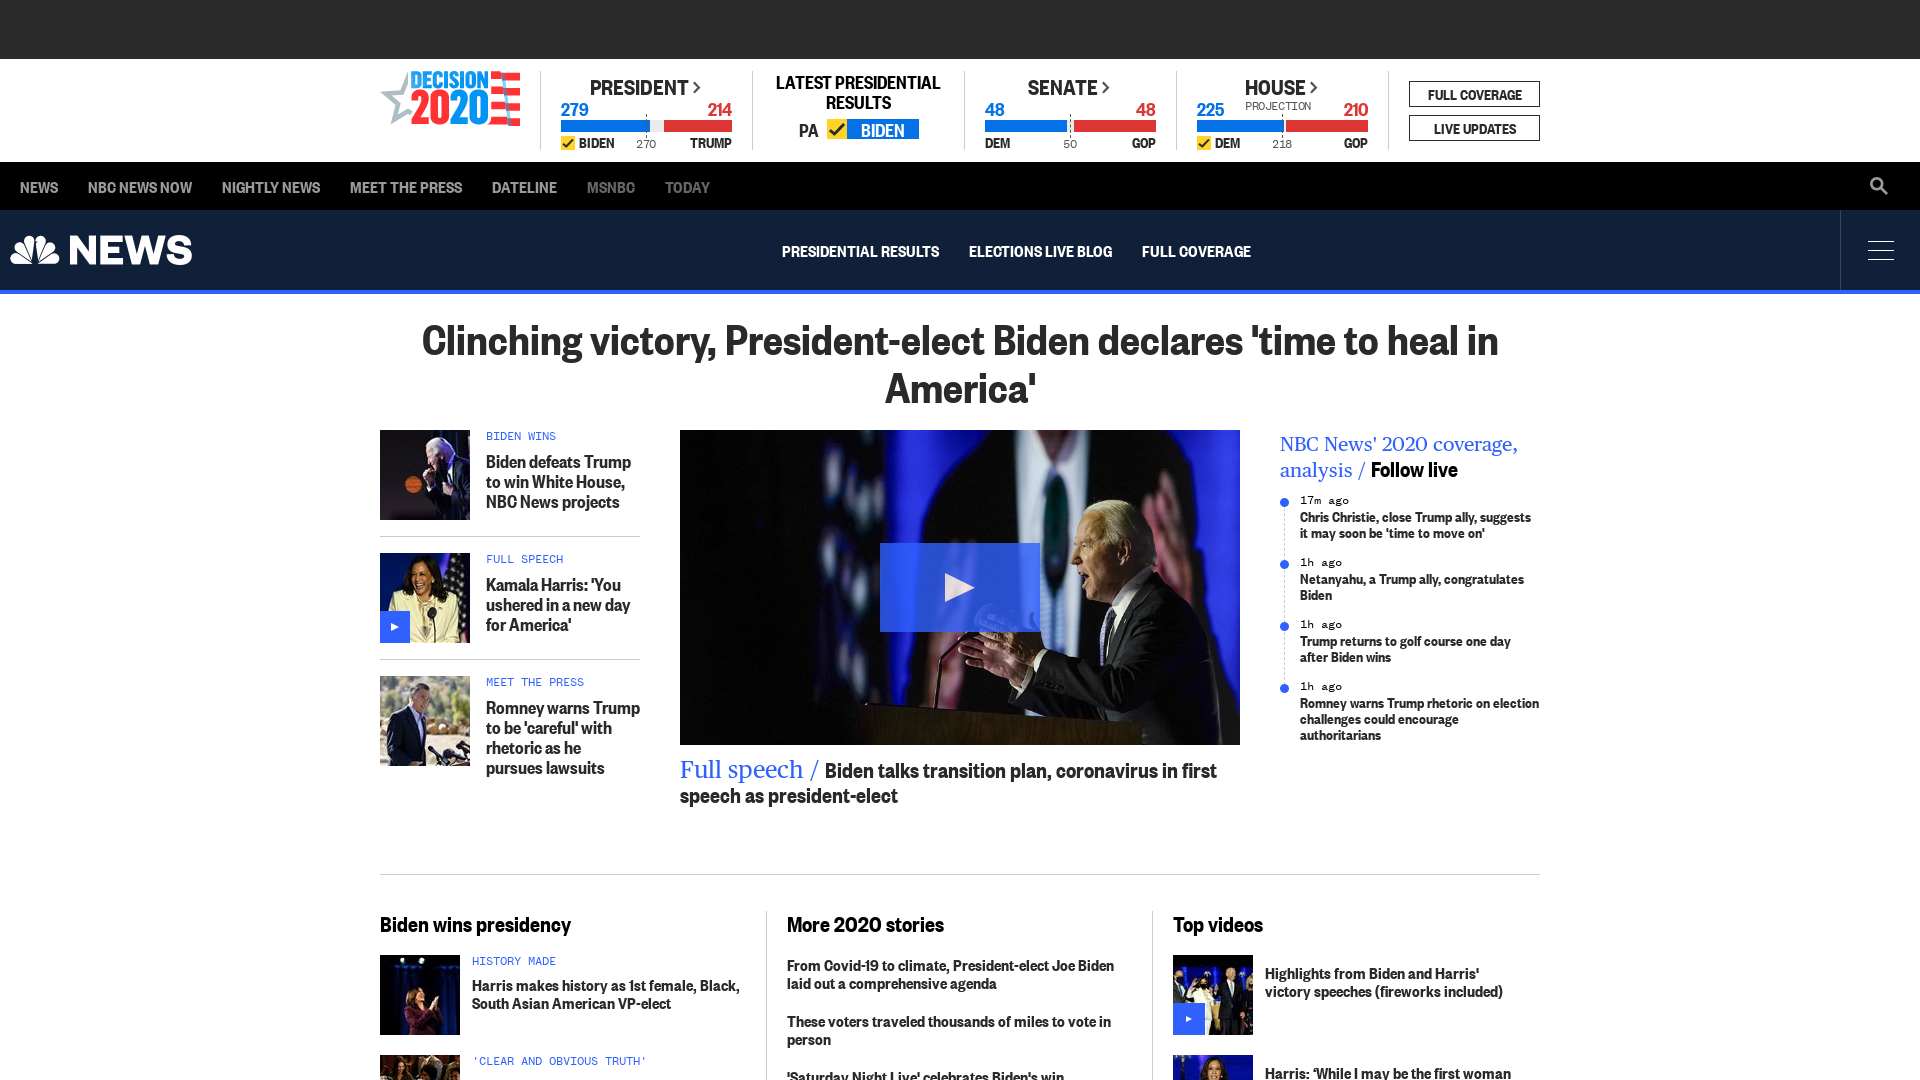 DECISION
2020
PRESIDENT
279 214
BIDEN 270 TRUMP
LATEST PRESIDENTIAL
RESULTS
PA BIDEN
SENATE
48 48
DEM 50 GOP
HOUSE
225 PROJECTION 210
DEM 218 GOP
FULL COVERAGE
LIVE UPDATES
NEWS NBC NEWS NOW NIGHTLY NEWS MEET THE PRESS DATELINE MSNBC TODAY
NEWS
PRESIDENTIAL RESULTS ELECTIONS LIVE BLOG FULL COVERAGE
Clinching victory, President-elect Biden declares 'time to heal in
America'
BIDEN WINS
Biden defeats Trump
to win White House,
NBC News projects
FULL SPEECH
Kamala Harris: 'You
ushered in a new day
for America'
MEET THE PRESS
Romney warns Trump
to be 'careful' with
rhetoric as he
pursues lawsuits
Full speech / Biden talks transition plan, coronavirus in first
speech as president-elect
NBC News' 2020 coverage,
analysis / Follow live
17m ago
Chris Christie, close Trump ally, suggests
it may soon be 'time to move on'
1h ago
Netanyahu, a Trump ally, congratulates
Biden
1h ago
Trump returns to golf course one day
after Biden wins
1h ago
Romney warns Trump rhetoric on election
challenges could encourage
authoritarians
Biden wins presidency
HISTORY MADE
Harris makes history as 1st female, Black,
South Asian American VP-elect
'CLEAR AND OBVIOUS TRUTH'
More 2020 stories
From Covid-19 to climate, President-elect Joe Biden
laid out a comprehensive agenda
These voters traveled thousands of miles to vote in
person
'Saturday Night Live' celebrates Biden's win
Top videos
Highlights from Biden and Harris'
victory speeches (fireworks included)
Harris: ‘While I may be the first woman